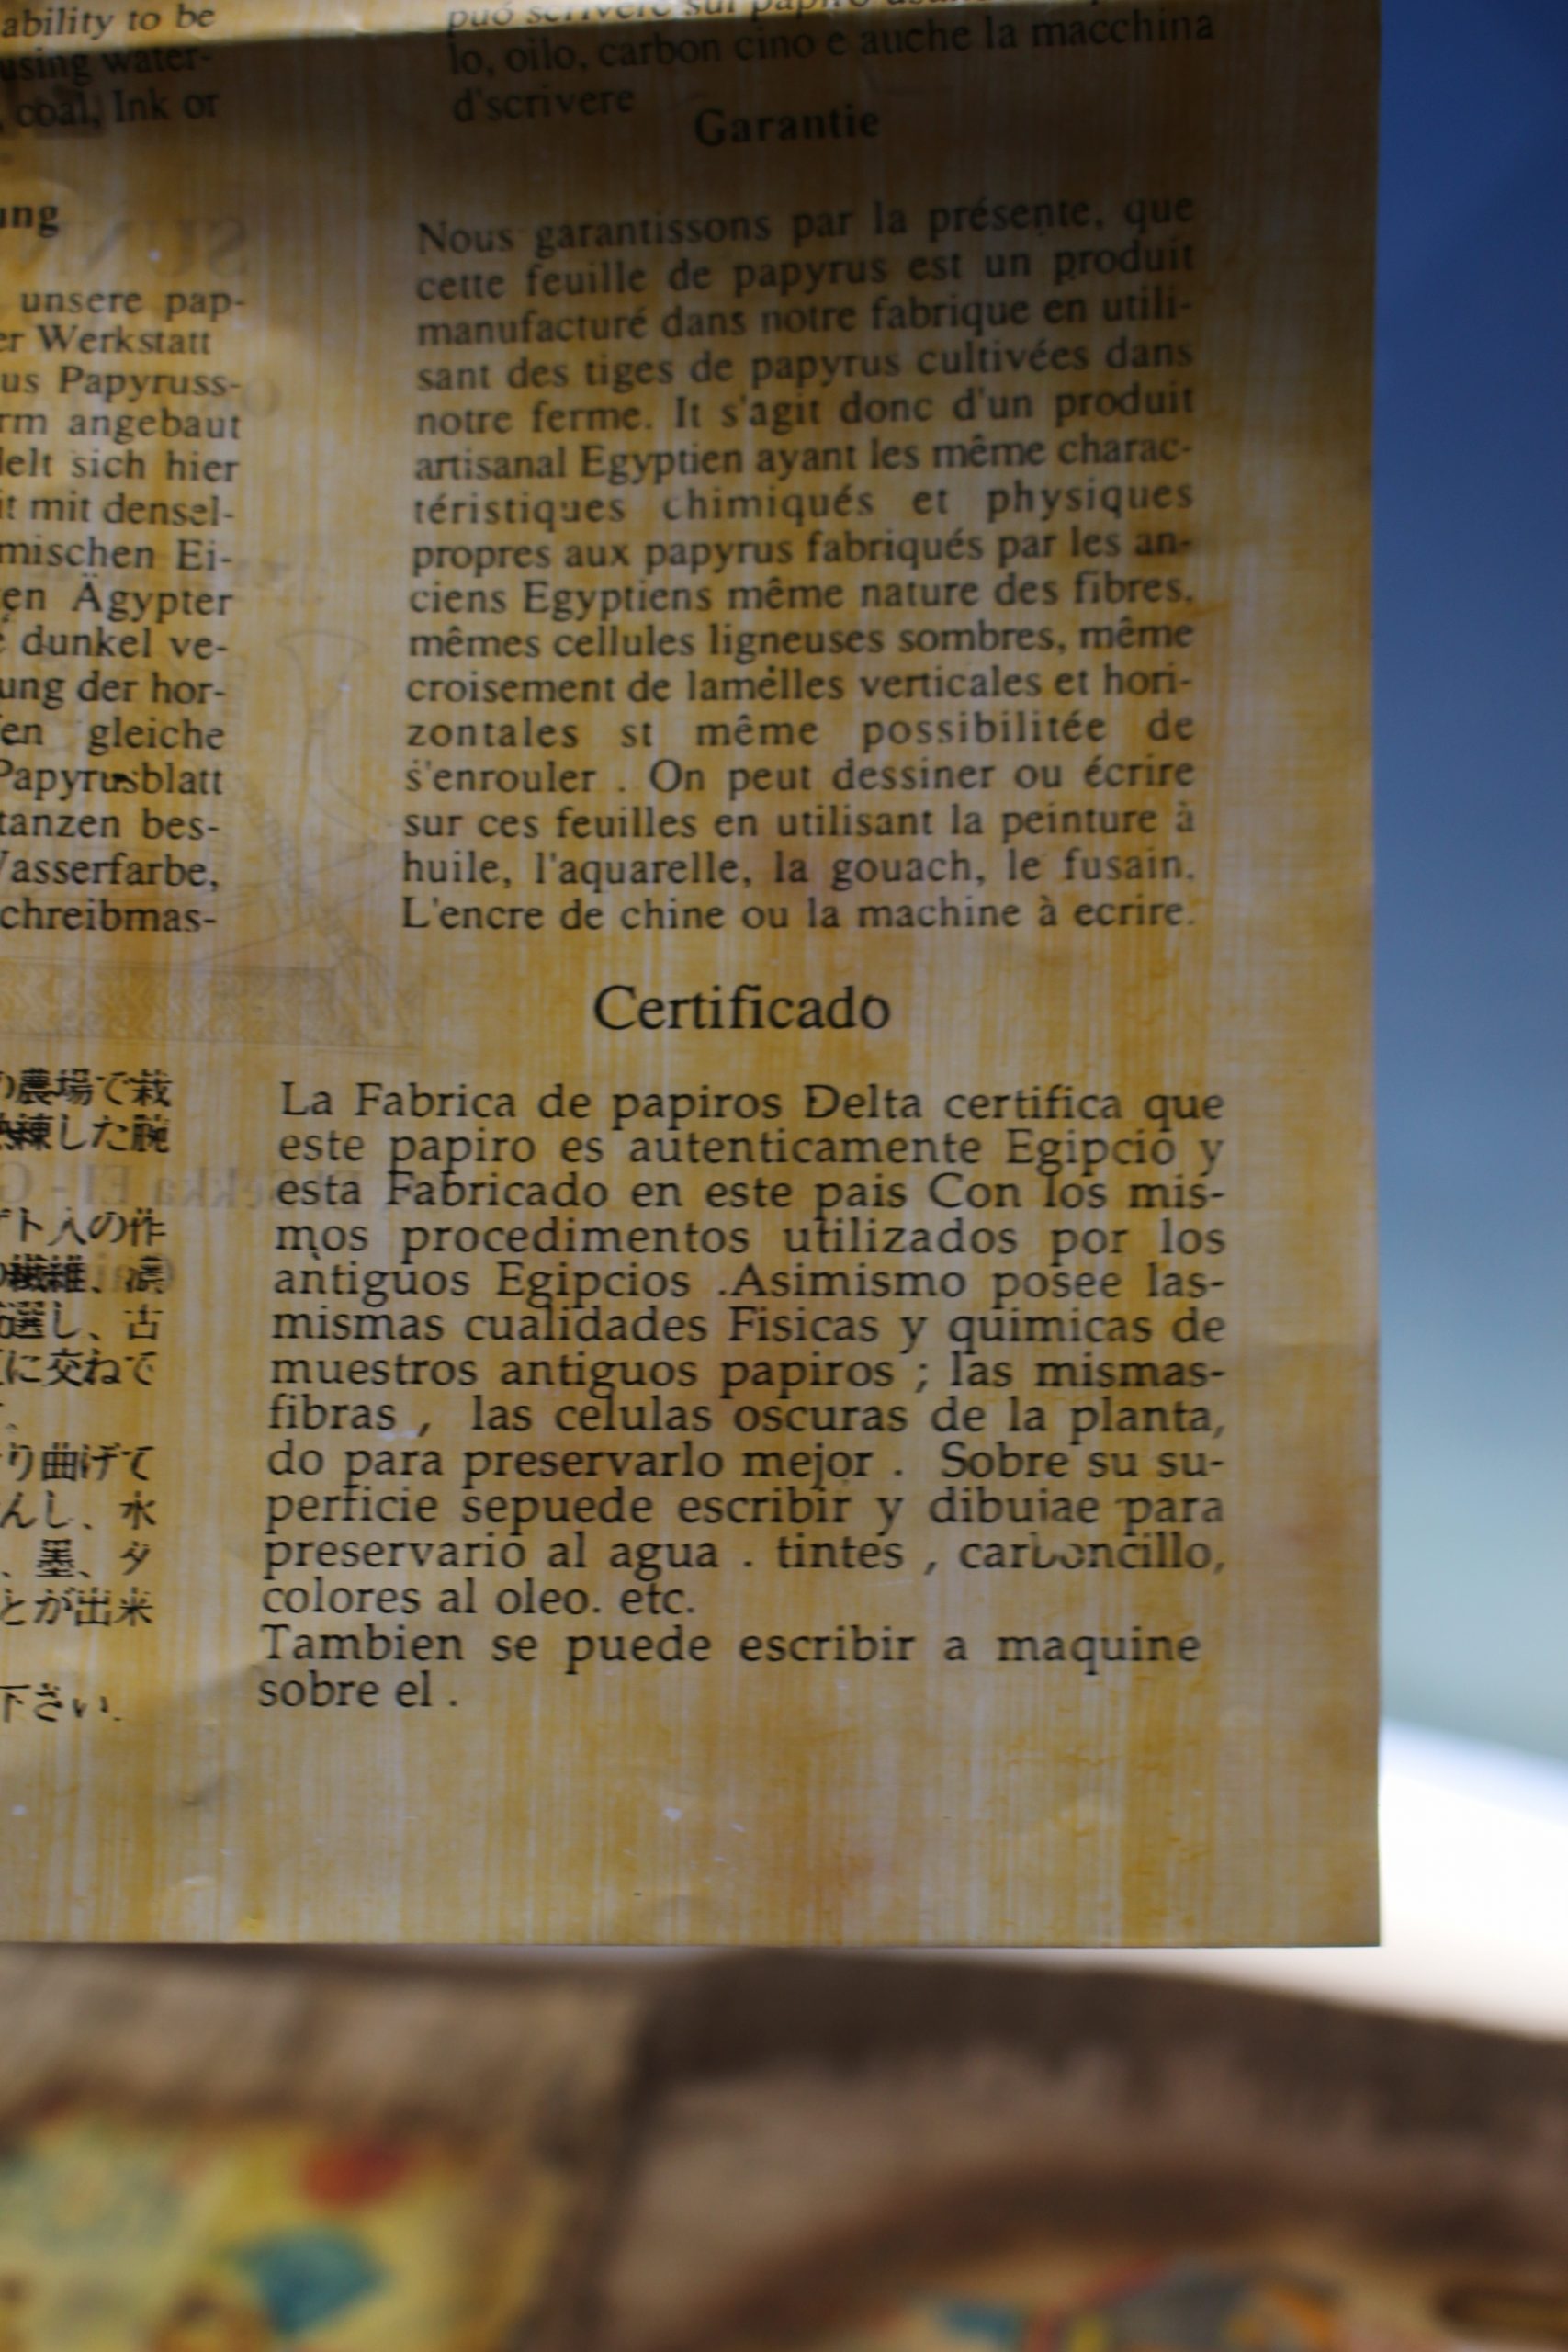 ability to be
using water-
coal, Ink or
può scrivere sul papiro
lo, oilo, carbon cino e auche la macchina
d'scrivere
ung
unsere pap-
er Werkstatt
us Papyruss-
rm angebaut
elt sich hier
it mit densel-
mischen Ei-
en Ägypter
dunkel ve-
ung der hor-
en gleiche
Papyrusblatt
tanzen bes-
Wasserfarbe,
chreibmas-
Garantie
Nous garantissons par la présente, que
cette feuille de papyrus est un produit
manufacturé dans notre fabrique en utili-
sant des tiges de papyrus cultivées dans
notre ferme. It s'agit donc d'un produit
artisanal Egyptien ayant les même charac-
téristiques chimiqués et physiques
propres aux papyrus fabriqués par les an-
ciens Egyptiens même nature des fibres,
mêmes cellules ligneuses sombres, même
croisement de lamélles verticales et hori-
zontales st même possibilitée de
s'enrouler . On peut dessiner ou écrire
sur ces feuilles en utilisant la peinture à
huile, l'aquarelle, la gouach, le fusain.
L'encre de chine ou la machine à ecrire.
の農場で栽
熟練した腕
プト人の作
の繊維、濃
選し、古
に交ねて
り曲げて
んし、水
、墨、タ
とが出来
下さい.
Certificado
La Fabrica de papiros Delta certifica que
este papiro es autenticamente Egipcio y
esta Fabricado en este pais Con los mis-
mos procedimentos utilizados por los
antiguos Egipcios .Asimismo posee las-
mismas cualidades Fisicas y quimicas de
muestros antiguos papiros ; las mismas-
fibras , las celulas oscuras de la planta,
do para preservarlo mejor . Sobre su su-
perficie sepuede escribir y dibuiae para
preservario al agua . tintes , carboncillo,
colores al oleo. etc.
Tambien se puede escribir a maquine
sobre el .